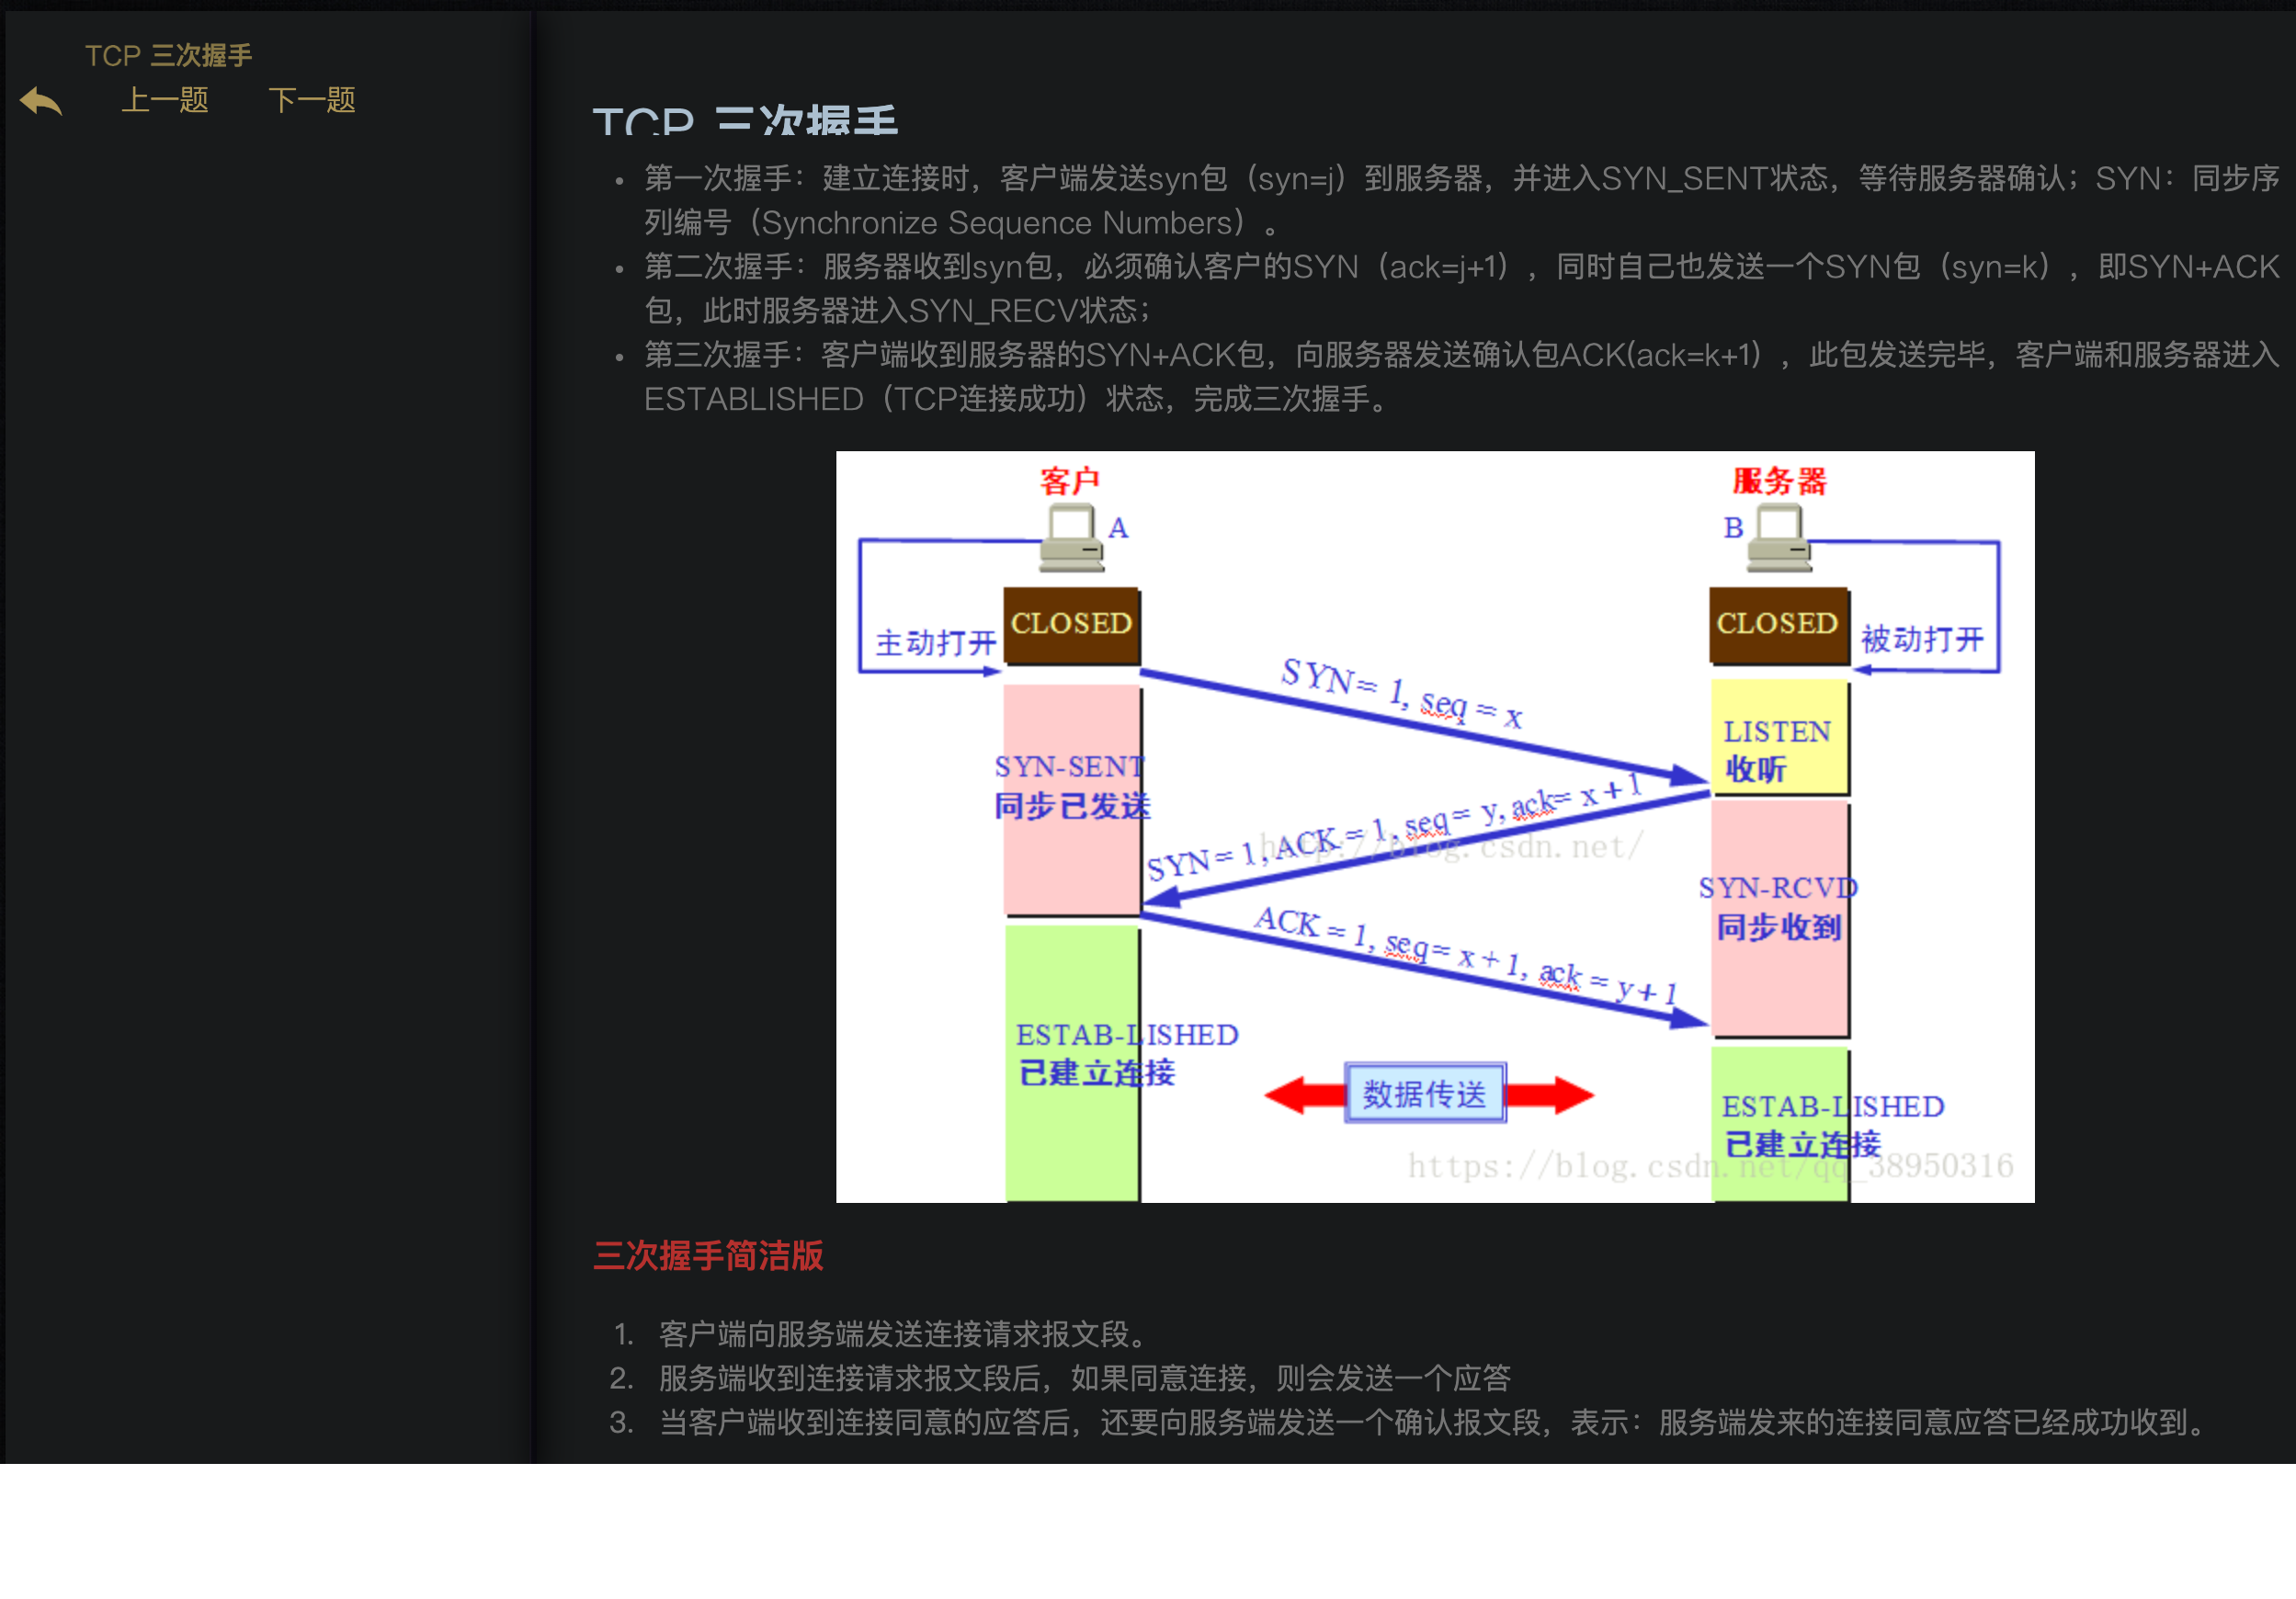 TCP 三次握手
上一题 下一题
TCP 三次握手
第一次握手：建立连接时，客户端发送syn包（syn=j）到服务器，并进入SYN_SENT状态，等待服务器确认；SYN：同步序
列编号（Synchronize Sequence Numbers）。
第二次握手：服务器收到syn包，必须确认客户的SYN（ack=j+1），同时自己也发送一个SYN包（syn=k），即SYN+ACK
包，此时服务器进入SYN_RECV状态；
第三次握手：客户端收到服务器的SYN+ACK包，向服务器发送确认包ACK(ack=k+1），此包发送完毕，客户端和服务器进入
ESTABLISHED（TCP连接成功）状态，完成三次握手。
客户
服务器
A
B
CLOSED
CLOSED
主动打开
被动打开
SYN= 1, seq = x
LISTEN
收听
SYN-SENT
同步已发送
SYN= 1, ACK = 1, seq= y, ack= x + 1
http://blog.csdn.net/
SYN-RCVD
同步收到
ACK = 1, seq= x + 1, ack = y + 1
ESTAB-LISHED
已建立连接
数据传送
ESTAB-LISHED
已建立连接
https://blog.csdn.net/qq_38950316
三次握手简洁版
1. 客户端向服务端发送连接请求报文段。
2. 服务端收到连接请求报文段后，如果同意连接，则会发送一个应答
3. 当客户端收到连接同意的应答后，还要向服务端发送一个确认报文段，表示：服务端发来的连接同意应答已经成功收到。